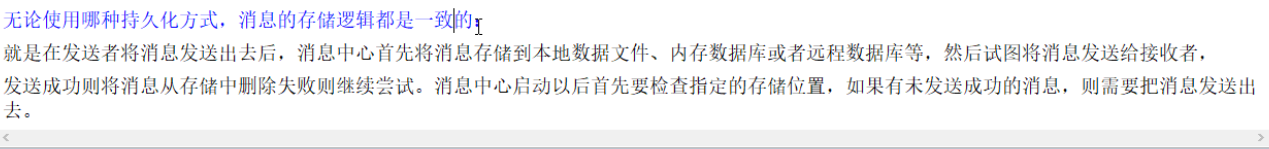 无论使用哪种持久化方式，消息的存储逻辑都是一致的。
就是在发送者将消息发送出去后，消息中心首先将消息存储到本地数据文件、内存数据库或者远程数据库等，然后试图将消息发送给接收者，
发送成功则将消息从存储中删除失败则继续尝试。消息中心启动以后首先要检查指定的存储位置，如果有未发送成功的消息，则需要把消息发送出
去。